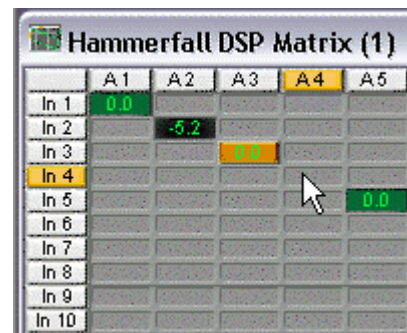 Hammerfall DSP Matrix (1)
A 1 A 2 A 3 A 4 A 5
In 1 0.0
In 2 -5.2
In 3 0.0
In 4
In 5 0.0
In 6
In 7
In 8
In 9
In 10